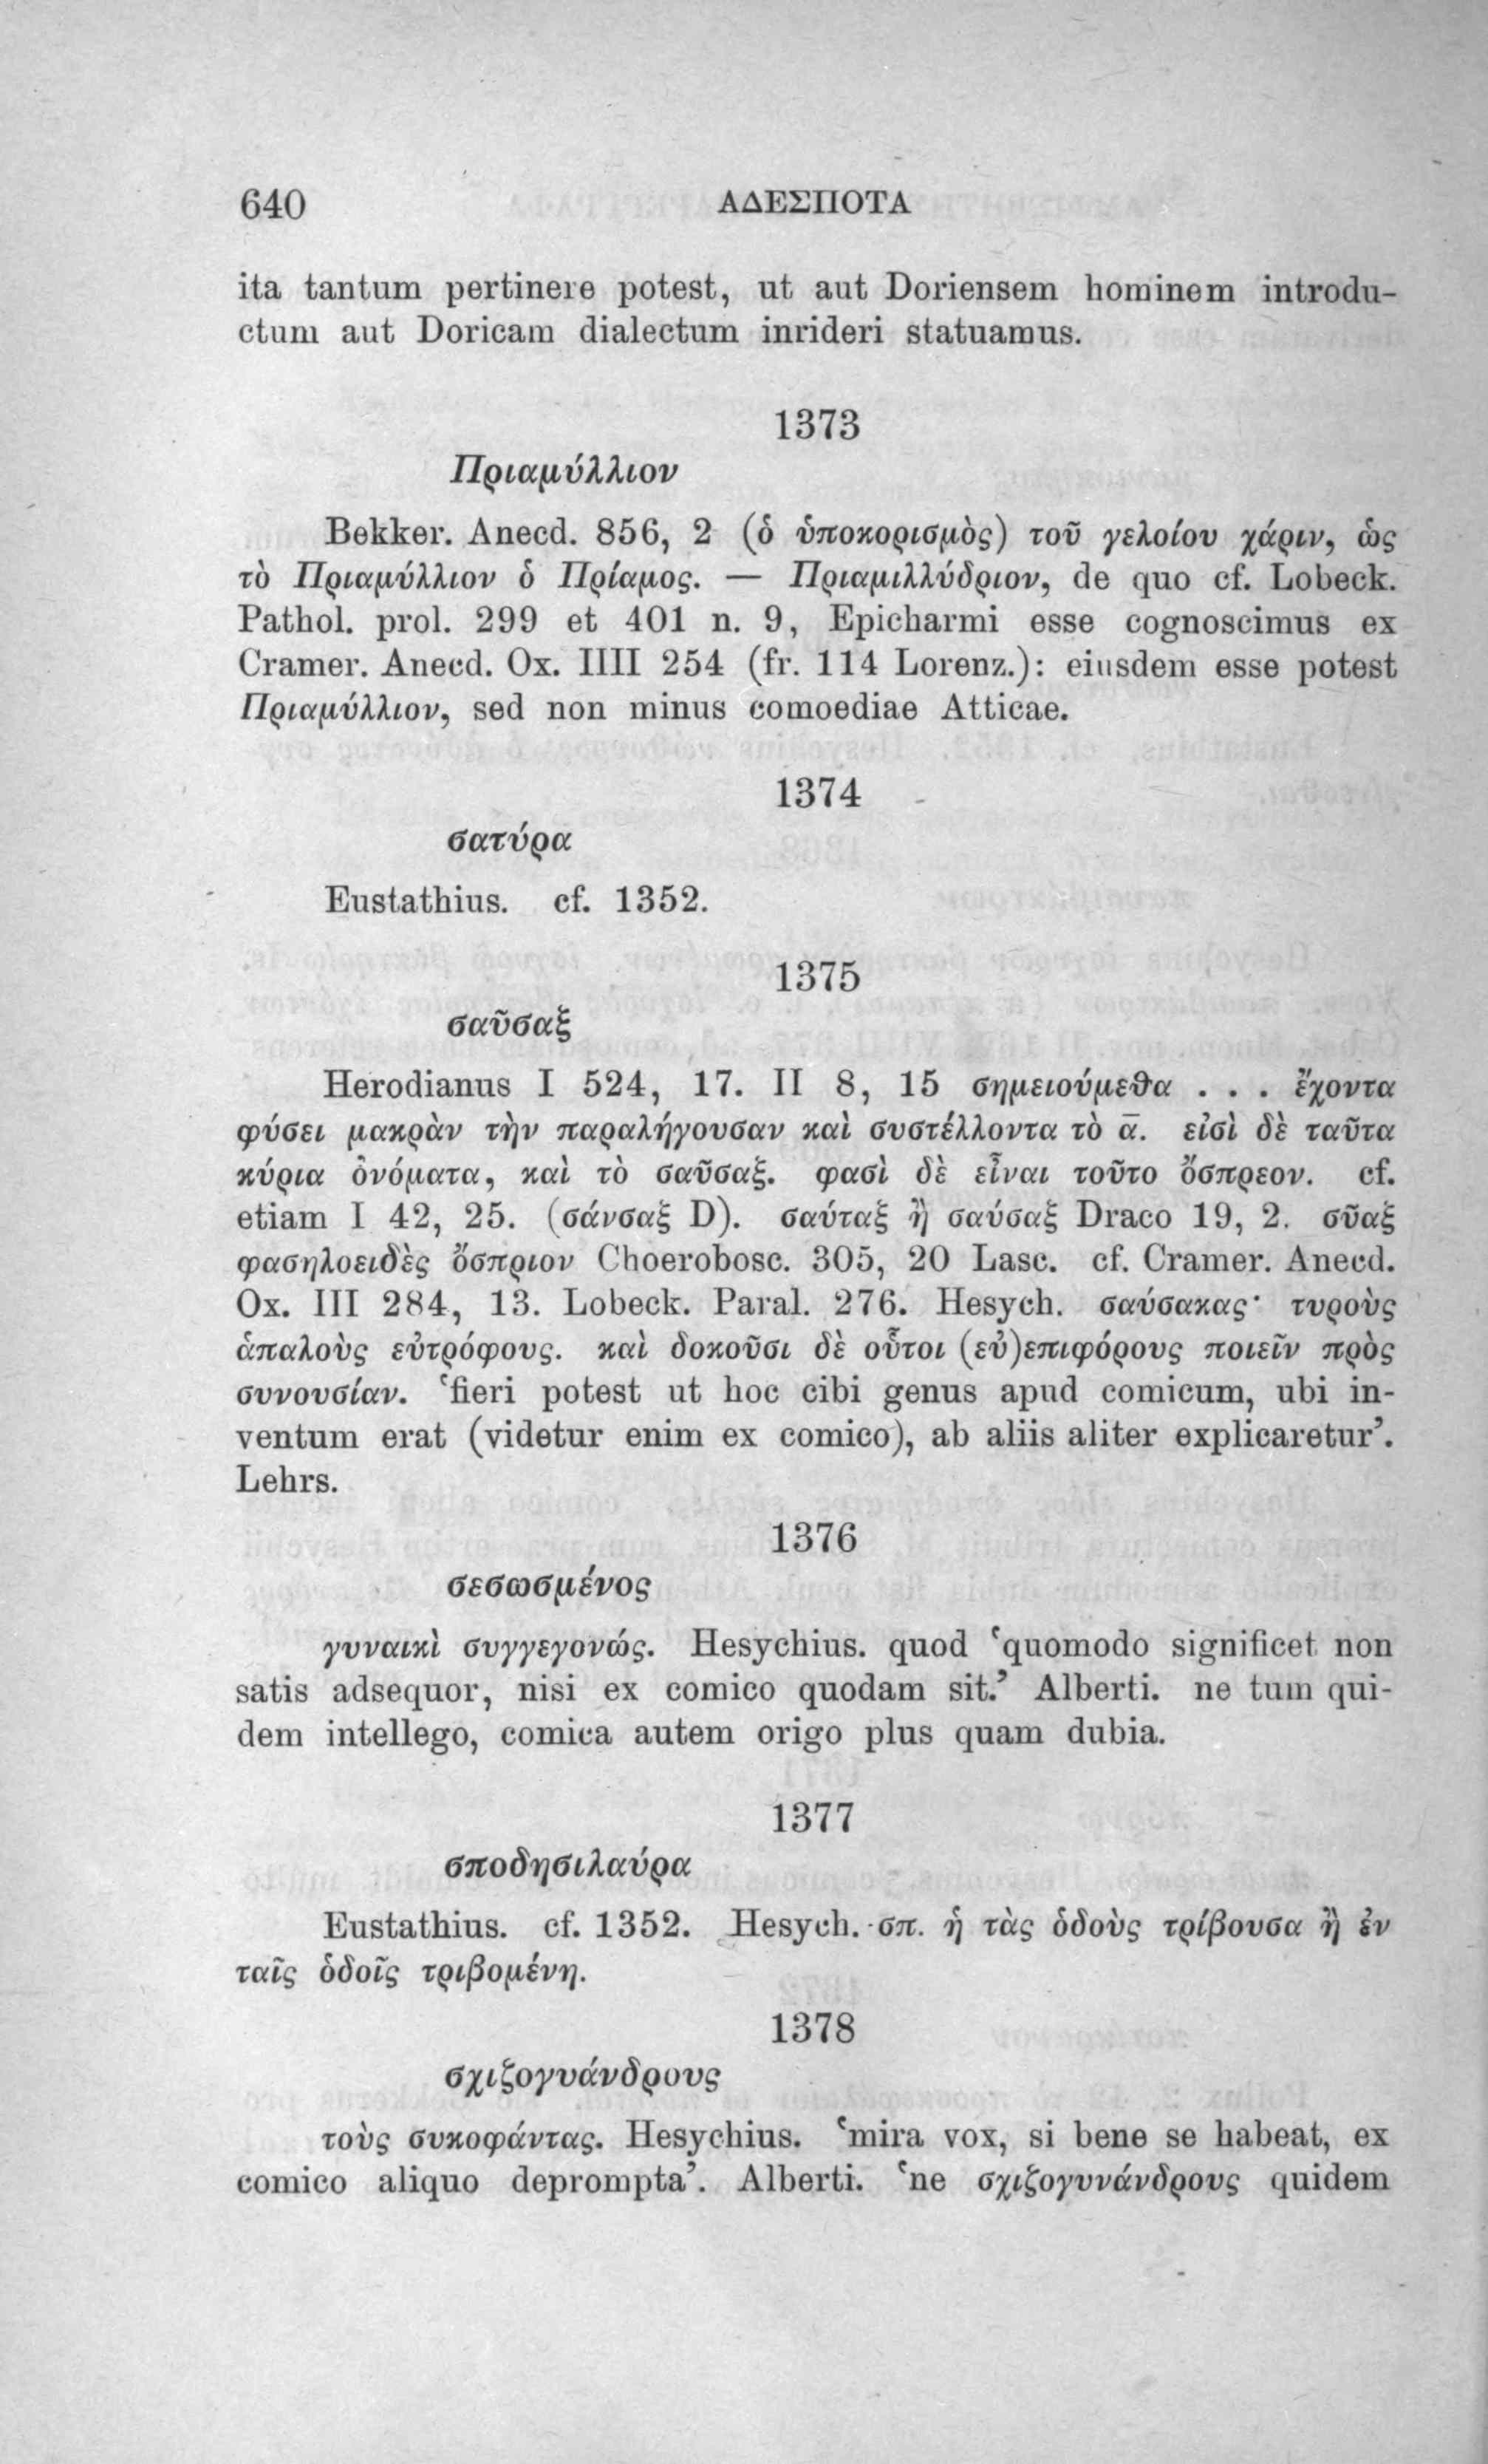 640 ΑΔΕΣΠΟΤΑ
ita tantum pertinere potest, ut aut Doriensem hominem introdu-
ctum aut Doricam dialectum inrideri statuamus.
1373
Πριαμύλλιον
Bekker. Anecd. 856, 2 (ὁ ὑποκορισμὸς) τοῦ γελοίου χάριν, ὡς
τὸ Πριαμύλλιον ὁ Πρίαμος. — Πριαμιλλύδριον, de quo cf. Lobeck.
Pathol. prol. 299 et 401 n. 9, Epicharmi esse cognoscimus ex
Cramer. Anecd. Ox. IIII 254 (fr. 114 Lorenz.): eiusdem esse potest
Πριαμύλλιον, sed non minus comoediae Atticae.
1374
σατύρα
Eustathius. cf. 1352.
1375
σαῦσαξ
Herodianus I 524, 17. II 8, 15 σημειούμεθα . . . ἔχοντα
φύσει μακρὰν τὴν παραλήγουσαν καὶ συστέλλοντα τὸ ᾱ. εἰσὶ δὲ ταῦτα
κύρια ὀνόματα, καὶ τὸ σαῦσαξ. φασὶ δὲ εἶναι τοῦτο ὄσπρεον. cf.
etiam I 42, 25. (σάνσαξ D). σαύταξ ἢ σαύσαξ Draco 19, 2. σῦαξ
φασηλοειδὲς ὄσπριον Choerobosc. 305, 20 Lasc. cf. Cramer. Anecd.
Ox. III 284, 13. Lobeck. Paral. 276. Hesych. σαύσακας· τυροὺς
ἁπαλοὺς εὐτρόφους. καὶ δοκοῦσι δὲ οὗτοι (εὐ)επιφόρους ποιεῖν πρὸς
συνουσίαν. ‘fieri potest ut hoc cibi genus apud comicum, ubi in-
ventum erat (videtur enim ex comico), ab aliis aliter explicaretur’.
Lehrs.
1376
σεσωσμένος
γυναικὶ συγγεγονώς. Hesychius. quod ‘quomodo significet non
satis adsequor, nisi ex comico quodam sit.’ Alberti. ne tum qui-
dem intellego, comica autem origo plus quam dubia.
1377
σποδησιλαύρα
Eustathius. cf. 1352. Hesych. σπ. ἡ τὰς ὁδοὺς τρίβουσα ἢ ἐν
ταῖς ὁδοῖς τριβομένη.
1378
σχιζογυάνδρους
τοὺς συκοφάντας. Hesychius. ‘mira vox, si bene se habeat, ex
comico aliquo deprompta’. Alberti. ‘ne σχιζογυνάνδρους quidem